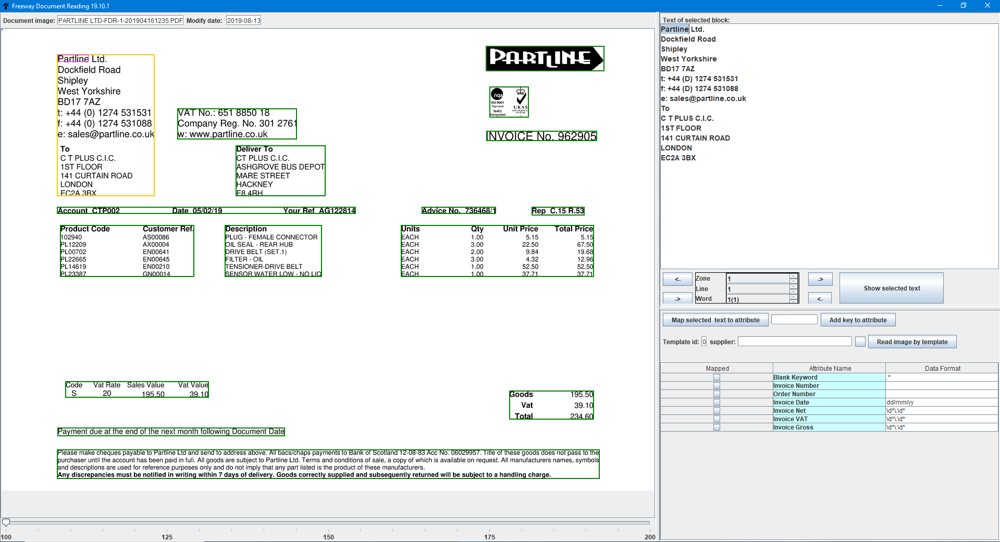 Freeway Document Reading 19.10.1
Document image: PARTLINE LTD-FDR-1-201904161235.PDF Modify date: 2019-08-13
Partline Ltd.
Dockfield Road
Shipley
West Yorkshire
BD17 7AZ
t: +44 (0) 1274 531531
f: +44 (0) 1274 531088
e: sales@partline.co.uk
VAT No.: 651 8850 18
Company Reg. No. 301 2761
w: www.partline.co.uk
PARTLINE
nqa
ISO 9001
Registered
Quality
Management
UKAS
MANAGEMENT
SYSTEMS
INVOICE No. 962905
To
C T PLUS C.I.C.
1ST FLOOR
141 CURTAIN ROAD
LONDON
EC2A 3BX
Deliver To
CT PLUS C.I.C.
ASHGROVE BUS DEPOT
MARE STREET
HACKNEY
E8 4RH
Account CTP002 Date 05/02/19 Your Ref AG122814 Advice No. 736468/1 Rep C.15 R.53
Product Code Customer Ref. Description Units Qty Unit Price Total Price
102940 AS00086 PLUG - FEMALE CONNECTOR EACH 1.00 5.15 5.15
PL12209 AX00004 OIL SEAL - REAR HUB EACH 3.00 22.50 67.50
PL00702 EN00641 DRIVE BELT (SET.1) EACH 2.00 9.84 19.68
PL22665 EN00645 FILTER - OIL EACH 3.00 4.32 12.96
PL14619 EN00210 TENSIONER-DRIVE BELT EACH 1.00 52.50 52.50
PL23387 GN00014 SENSOR WATER LOW - NO LIQ EACH 1.00 37.71 37.71
Code Vat Rate Sales Value Vat Value
S 20 195.50 39.10
Goods 195.50
Vat 39.10
Total 234.60
Payment due at the end of the next month following Document Date
Please make cheques payable to Partline Ltd and send to address above. All bacs/chaps payments to Bank of Scotland 12-08-83 Acc No. 06029957. Title of these goods does not pass to the
purchaser until the account has been paid in full. All goods are subject to Partline Ltd. Terms and conditions of sale, a copy of which is available on request. All manufacturers names, symbols
and descriptions are used for reference purposes only and do not imply that any part listed is the product of these manufacturers.
Any discrepancies must be notified in writing within 7 days of delivery. Goods correctly supplied and subsequently returned will be subject to a handling charge.
100 125 150 175 200
Text of selected block:
Partline Ltd.
Dockfield Road
Shipley
West Yorkshire
BD17 7AZ
t: +44 (D) 1274 531531
f: +44 (D) 1274 531088
e: sales@partline.co.uk
To
C T PLUS C.I.C.
1ST FLOOR
141 CURTAIN ROAD
LONDON
EC2A 3BX
<- Zone 1 ->
Line 1
-> Word 1(1) <-
Show selected text
Map selected text to attribute Add key to attribute
Template id: 0 supplier: Read image by template
Mapped Attribute Name Data Format
Blank Keyword .*
Invoice Number
Order Number
Invoice Date dd/mm/yy
Invoice Net \d*\.\d*
Invoice VAT \d*\.\d*
Invoice Gross \d*\.\d*